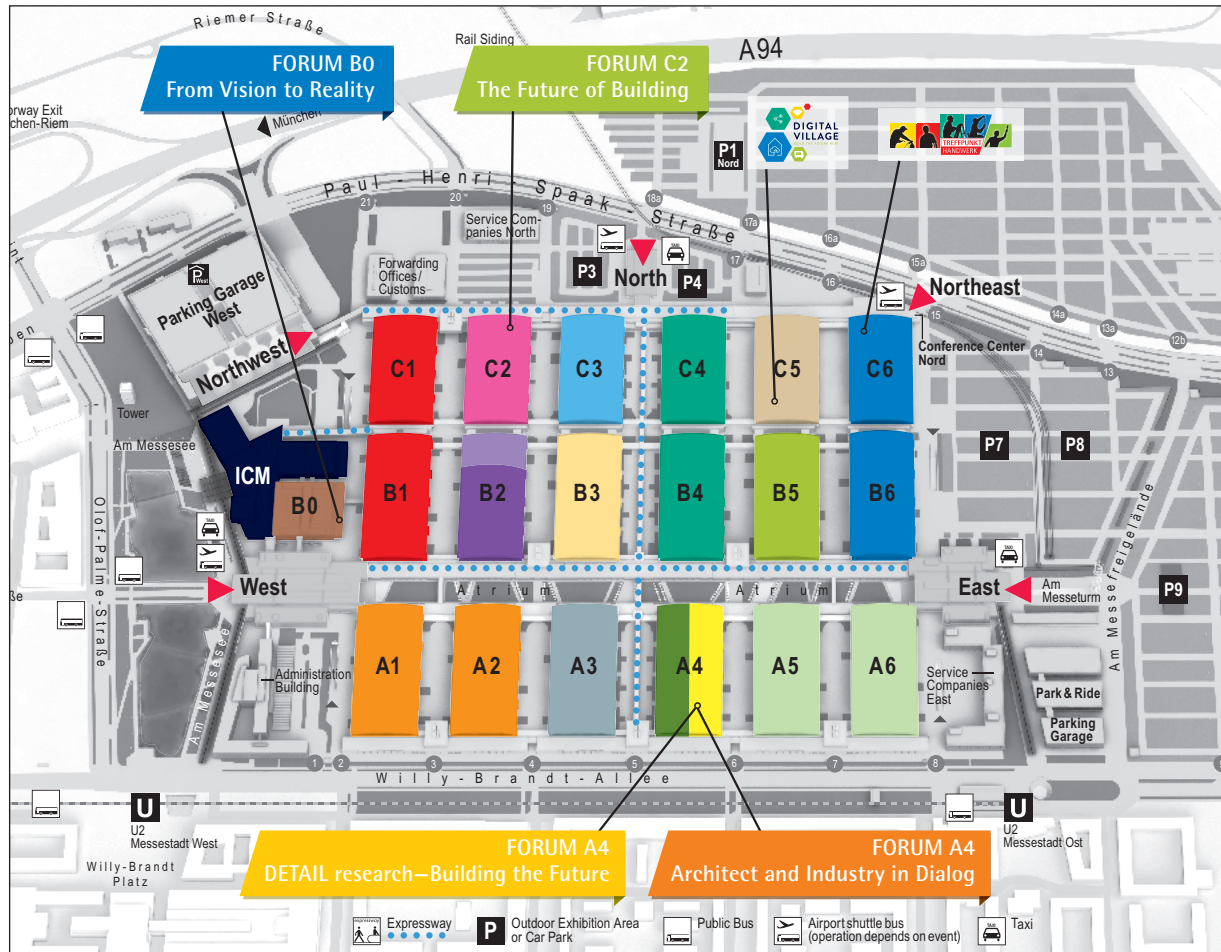 Riemer Straße
Rail Siding
A94
FORUM B0
From Vision to Reality
FORUM C2
The Future of Building
DIGITAL
VILLAGE
TREFFPUNKT
HANDWERK
München
P1
Nord
Paul-Henri-Spaak-Straße
21
20
19
18a
17a
16a
15a
Service Com-
panies North
Forwarding
Offices/
Customs
P3
North
P4
TAXI
17
16
Northeast
15
14a
13a
12b
14
13
Conference Center
Nord
P
West
Parking Garage
West
Northwest
Tower
Am Messesee
ICM
B0
C1
C2
C3
C4
C5
C6
B1
B2
B3
B4
B5
B6
P7
P8
P9
TAXI
West
Atrium
Atrium
East
TAXI
Am
Messeturm
Am Messefreigelände
Olof-Palme-Straße
Am Messesee
Administration
Building
A1
A2
A3
A4
A5
A6
Service
Companies
East
Park & Ride
Parking
Garage
1
2
3
4
5
6
7
8
Willy-Brandt-Allee
U
U2
Messestadt West
U
U2
Messestadt Ost
Willy-Brandt
Platz
FORUM A4
DETAIL research—Building the Future
FORUM A4
Architect and Industry in Dialog
expressway
Expressway
P
Outdoor Exhibition Area
or Car Park
Public Bus
Airport shuttle bus
(operation depends on event)
TAXI
Taxi